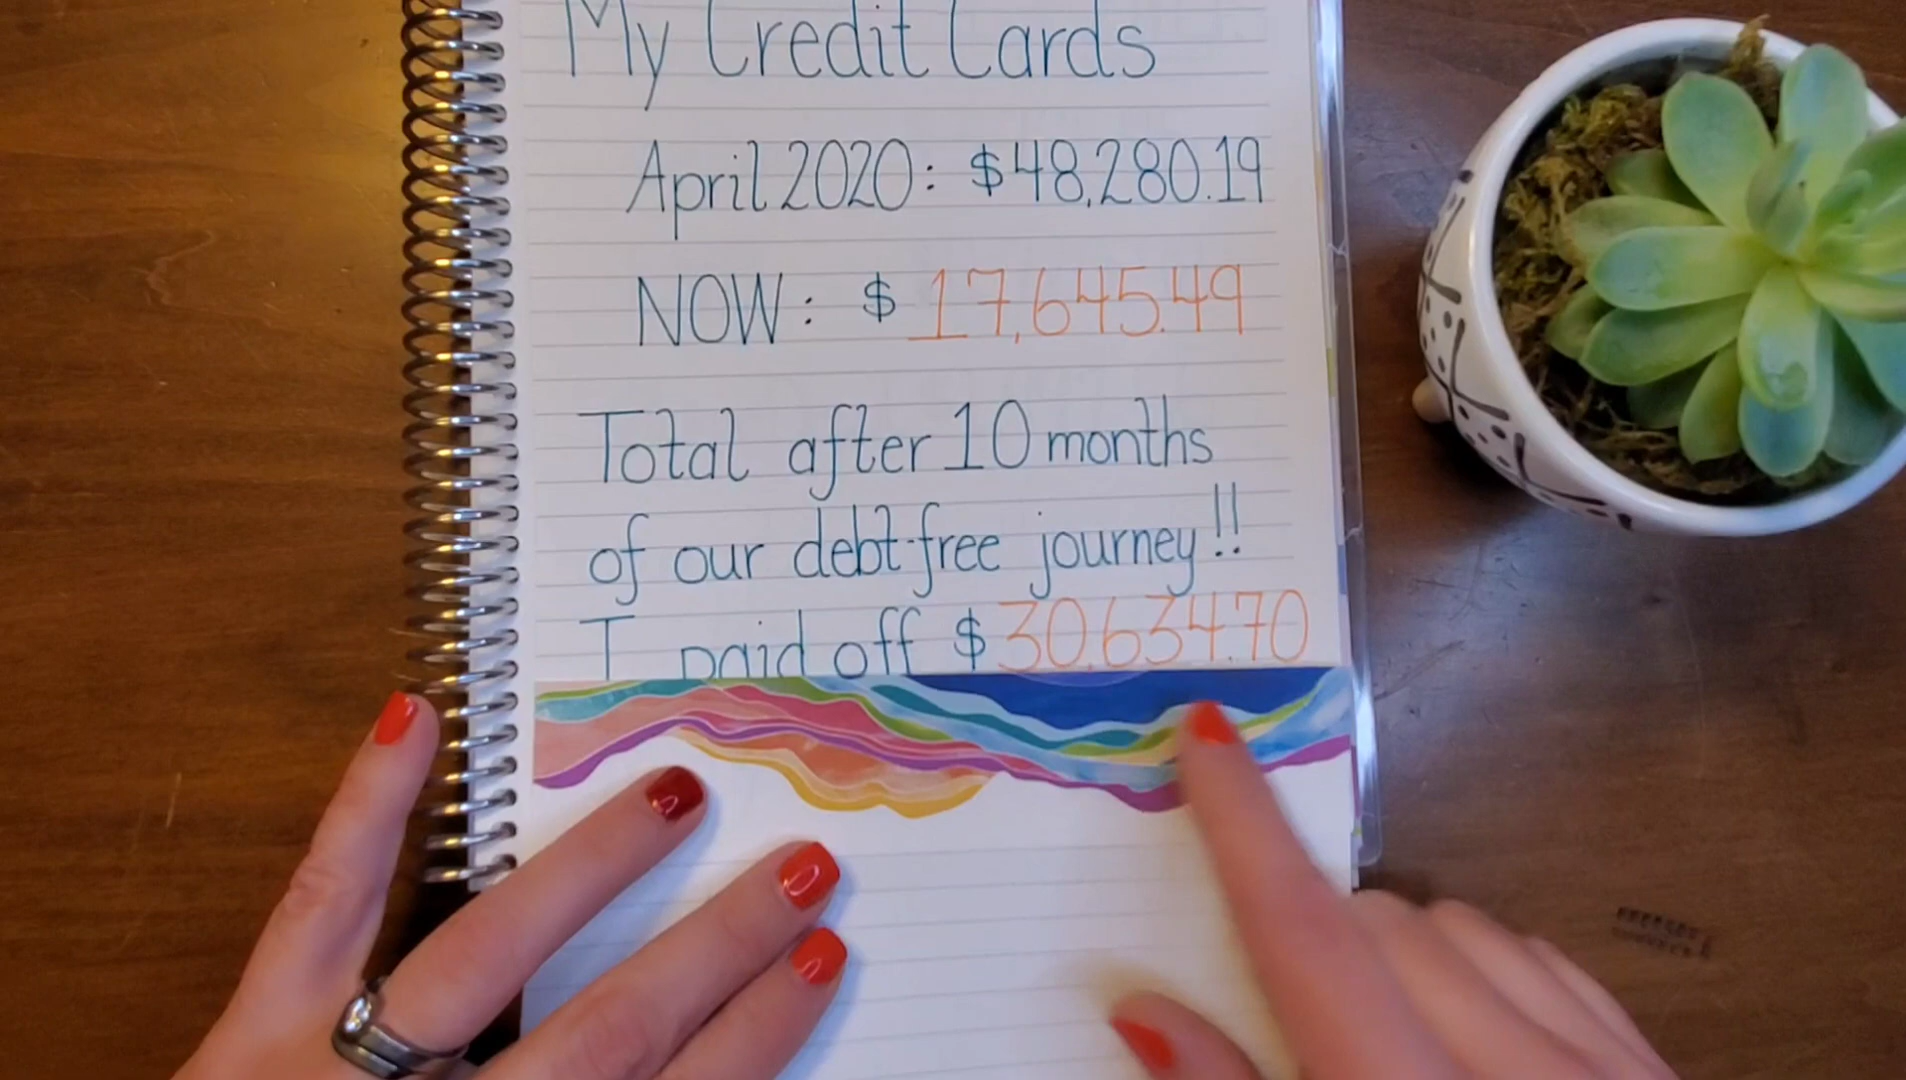 My Credit Cards
April 2020: $48,280.19
NOW: $17,645.49
Total after 10 months
of our debt-free journey!!
I paid off $30,634.70